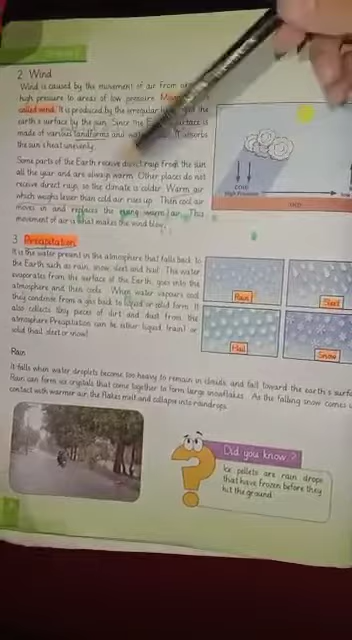 2. Wind
Wind is caused by the movement of air from
high pressure to areas of low pressure.
called wind. It is produced by the irregular the
earth's surface by the sun. Since the surface is
made of various landforms and absorbs
the sun's heat unevenly.
Some parts of the Earth receive direct rays from the sun
all the year and are always warm. Other places do not
receive direct rays, so the climate is colder. Warm air
which weighs lesser than cold air rises up. Then cool air
moves in and replaces the rising warm air. This
movement of air is what makes the wind blow.
COLD
High Pressure
3. Precipitation
It is the water present in the atmosphere that falls back to
the Earth such as rain, snow, sleet and hail. The water
evaporates from the surface of the Earth, goes into the
atmosphere and then cools. When water vapours cool
they condense from a gas back to liquid or solid form. It
also collects tiny pieces of dirt and dust from the
atmosphere. Precipitation can be either liquid (rain) or
solid (hail, sleet or snow).
Rain
Sleet
Hail
Snow
Rain
It falls when water droplets become too heavy to remain in clouds and fall toward the earth's
Rain can form ice crystals that come together to form large snowflakes. As the falling snow comes
contact with warmer air, the flakes melt and collapse into raindrops.
Did you know?
Ice pellets are rain drops
that have frozen before they
hit the ground.